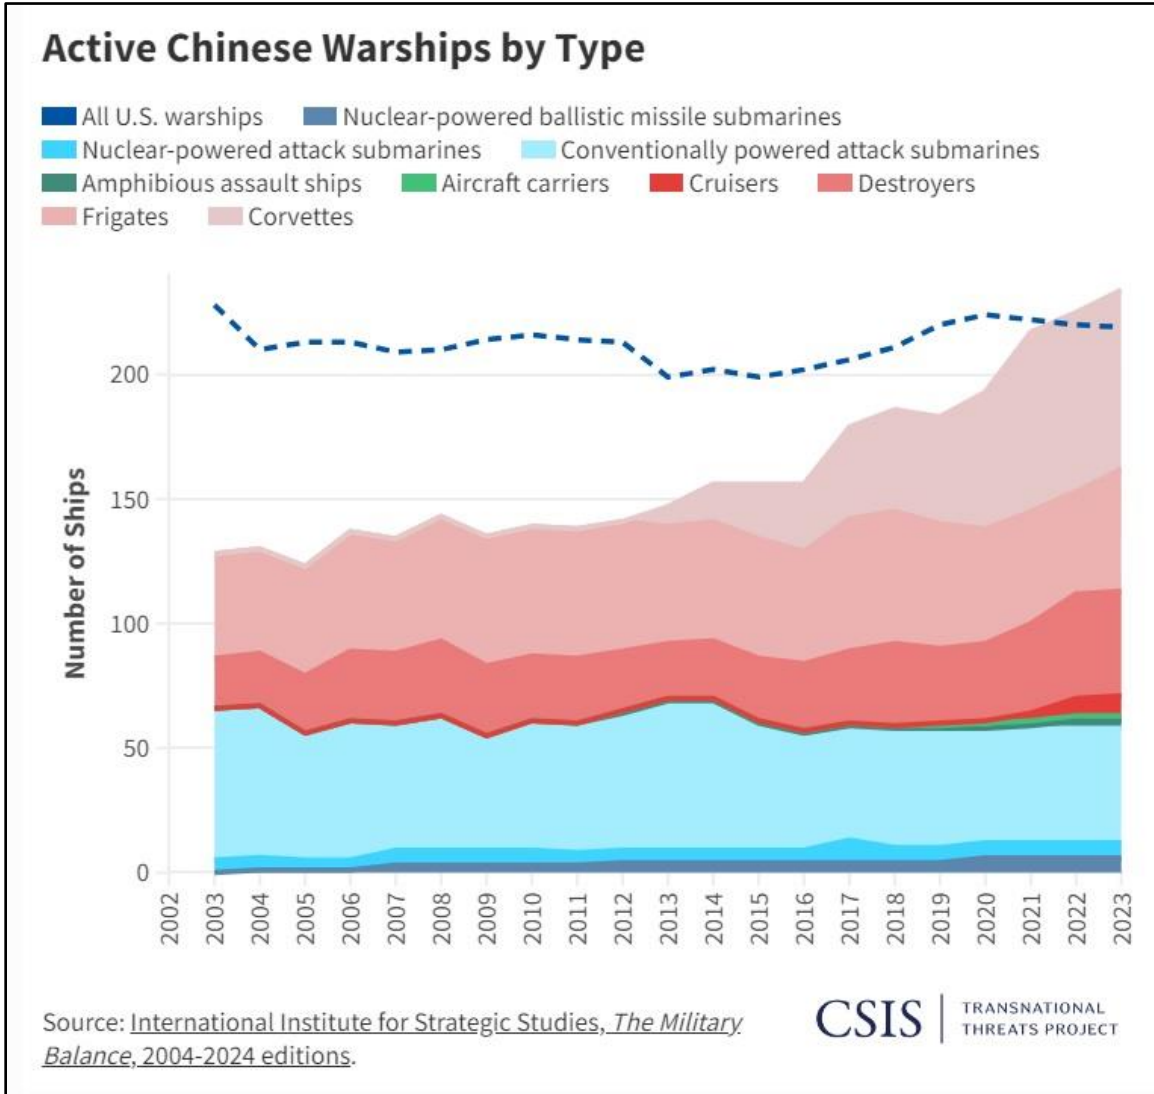 Active Chinese Warships by Type
All U.S. warships Nuclear-powered ballistic missile submarines
Nuclear-powered attack submarines Conventionally powered attack submarines
Amphibious assault ships Aircraft carriers Cruisers Destroyers
Frigates Corvettes
Number of Ships
200
150
100
50
0
2002 2003 2004 2005 2006 2007 2008 2009 2010 2011 2012 2013 2014 2015 2016 2017 2018 2019 2020 2021 2022 2023
Source: International Institute for Strategic Studies, The Military
Balance, 2004-2024 editions.
CSIS
TRANSNATIONAL
THREATS PROJECT